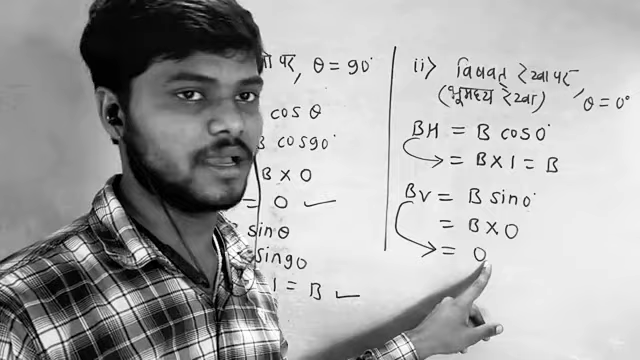 पर, θ = 90°
cos θ
B cos90°
B × 0
= 0 ✓
sinθ
sin90
1 = B ✓
ii> विषवत् रेखा पर
(भूमध्य रेखा), θ = 0°
BH = B cos0°
= B × 1 = B
BV = B sin0°
= B × 0
= 0